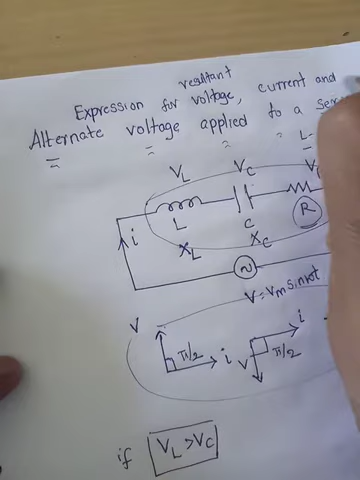 resultant
Expression for voltage, current and
Alternate voltage applied to a series
L-
VL VC V
L C R
i
XL XC
V=Vm sinωt
V π/2 i
i V π/2
if VL>VC